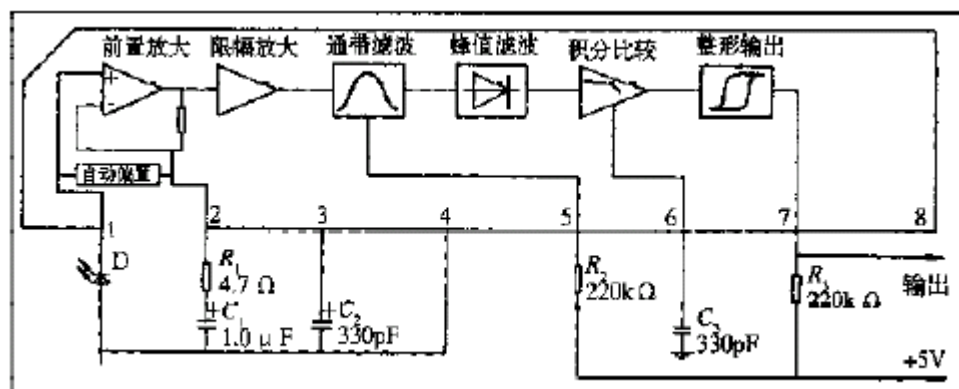 前置放大 限幅放大 通带滤波 蜂值滤波 积分比较 整形输出
+
-
自动偏置
1 2 3 4 5 6 7 8
D
R₁
4.7 Ω
+C₁
1.0 μ F
+C₂
330pF
R₂
220k Ω
C₃
330pF
R₃
220k Ω
输出
+5V